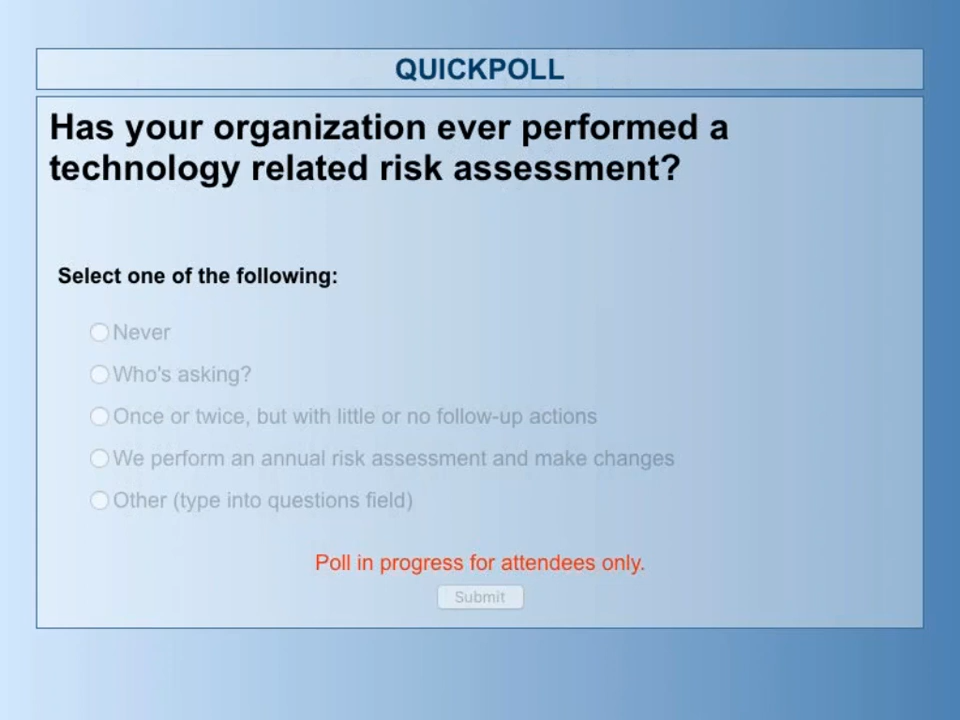 QUICKPOLL
Has your organization ever performed a
technology related risk assessment?
Select one of the following:
Never
Who's asking?
Once or twice, but with little or no follow-up actions
We perform an annual risk assessment and make changes
Other (type into questions field)
Poll in progress for attendees only.
Submit